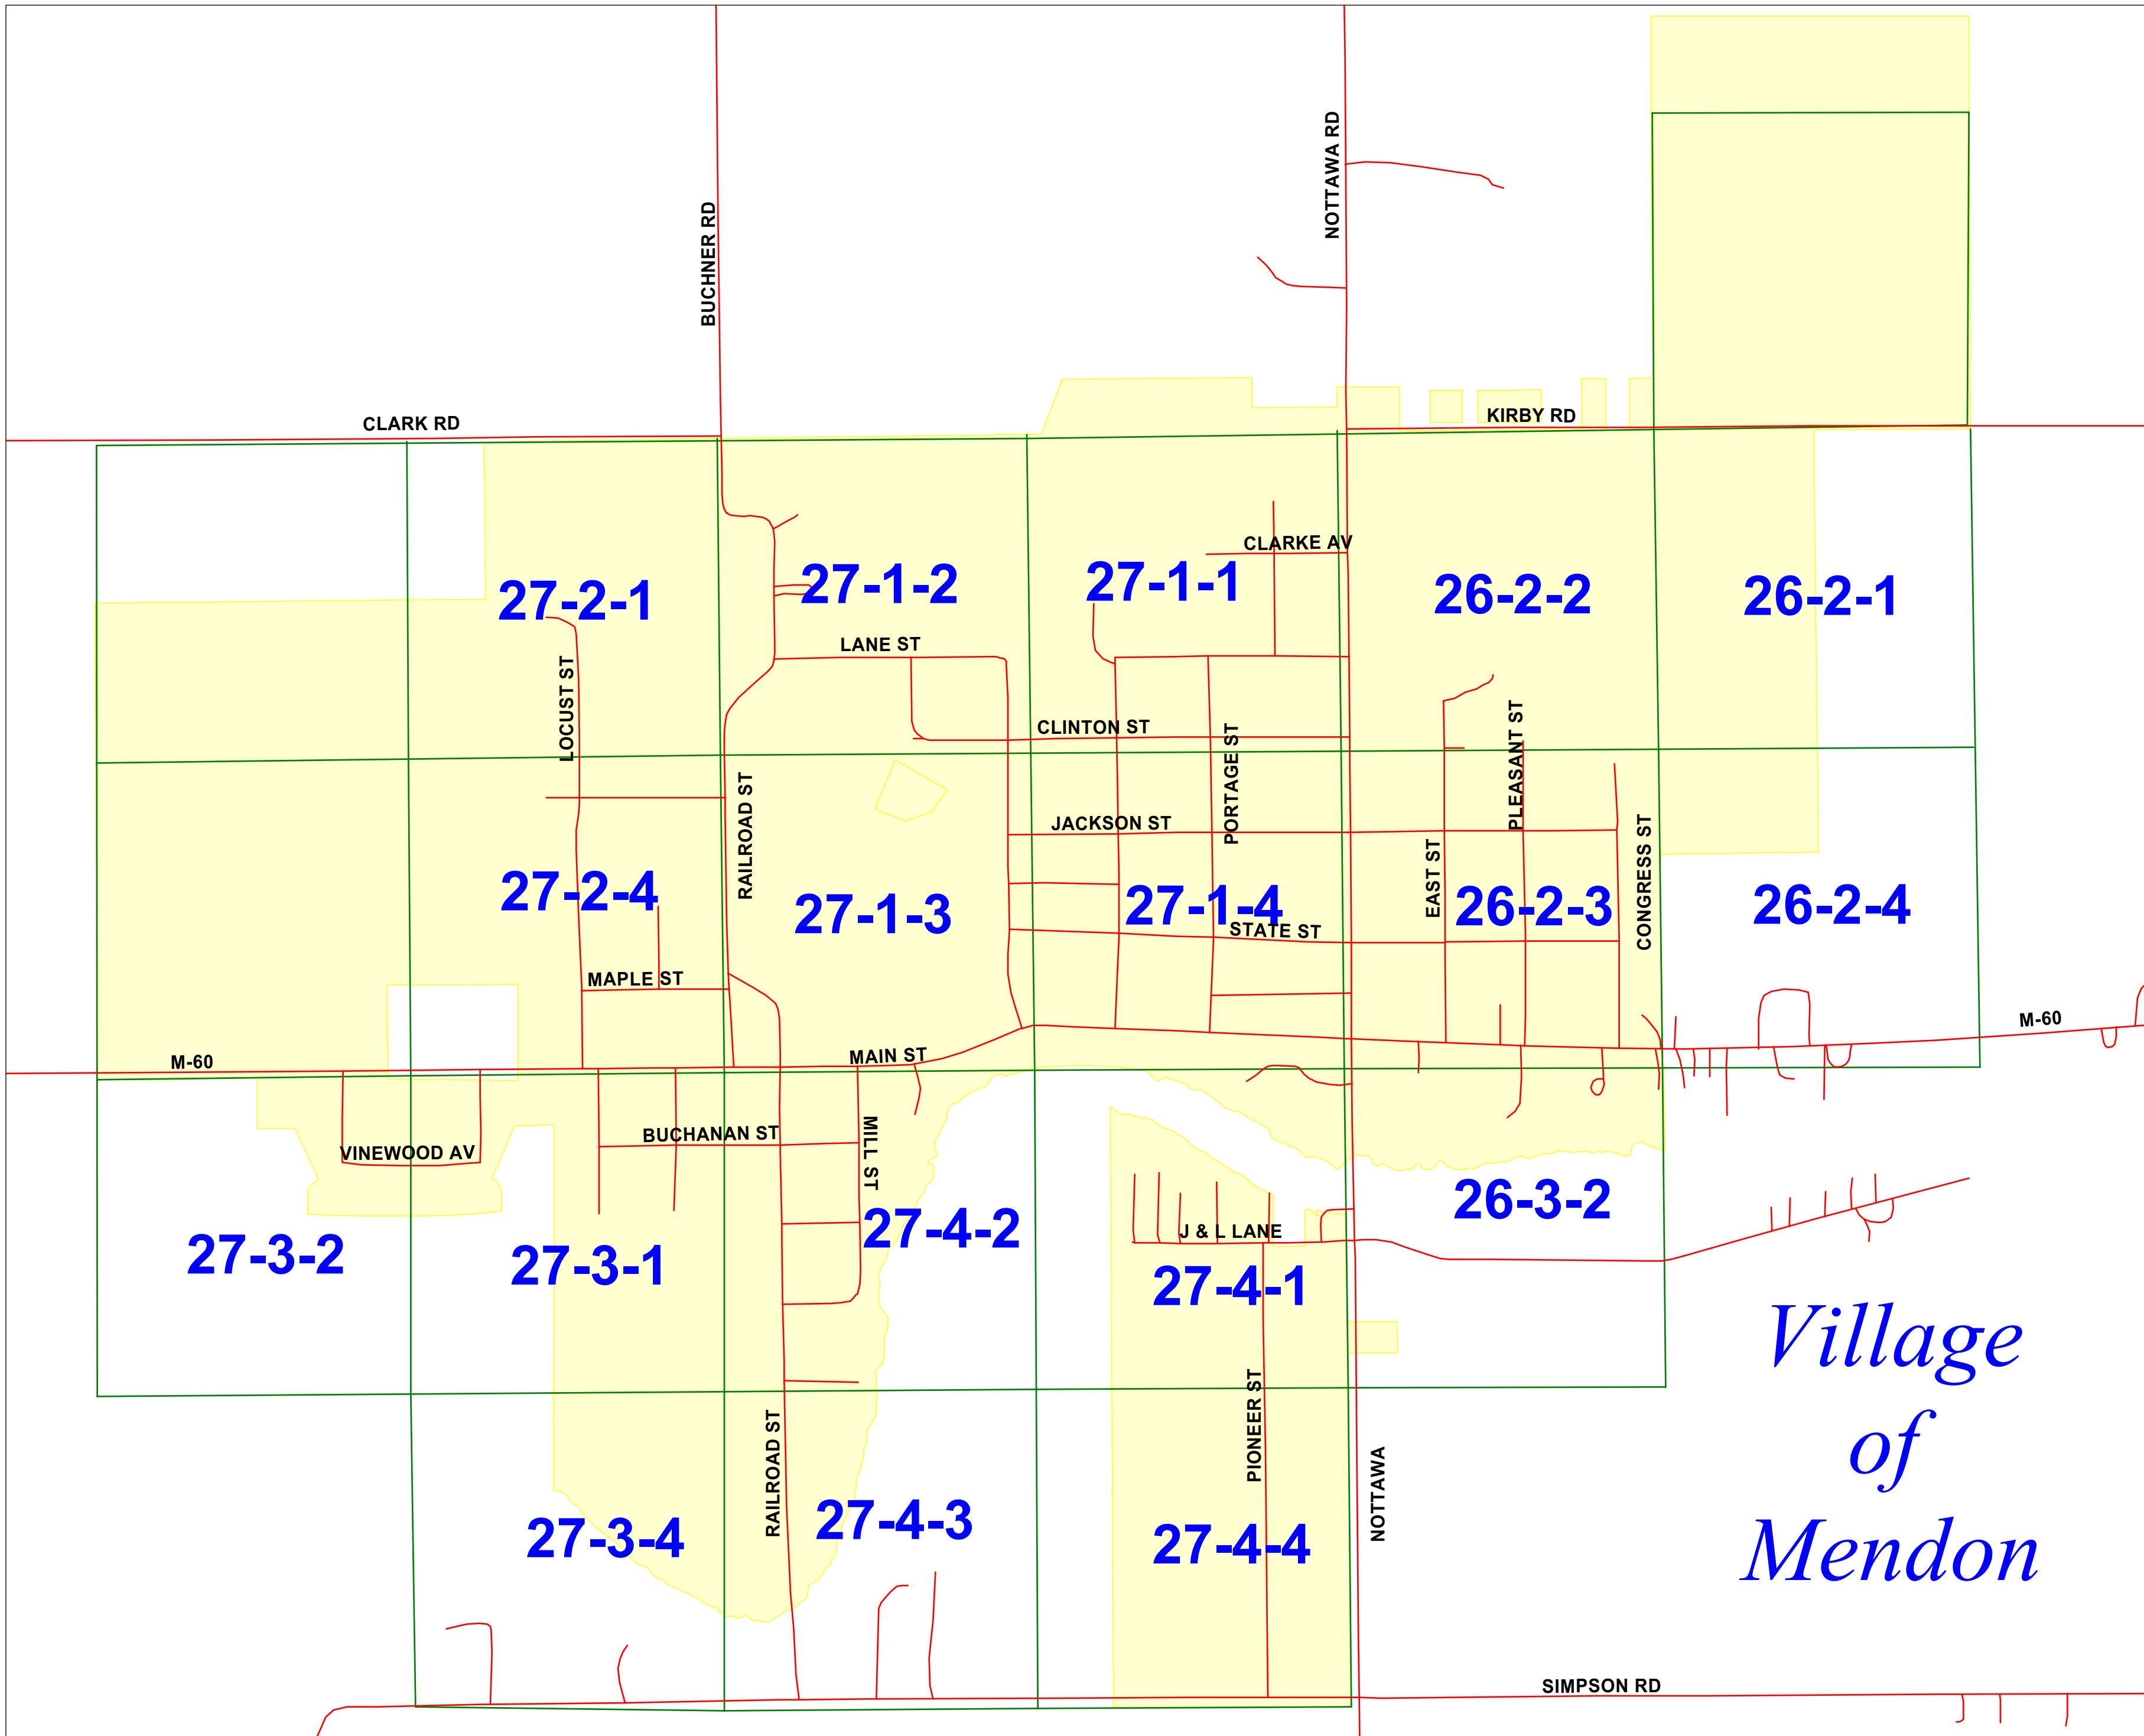 NOTTAWA RD
BUCHNER RD
CLARK RD
KIRBY RD
CLARKE AV
27-2-1
27-1-2
27-1-1
26-2-2
26-2-1
LANE ST
LOCUST ST
CLINTON ST
PORTAGE ST
PLEASANT ST
RAILROAD ST
JACKSON ST
EAST ST
CONGRESS ST
27-2-4
27-1-3
27-1-4
26-2-3
26-2-4
STATE ST
MAPLE ST
M-60
MAIN ST
M-60
BUCHANAN ST
MILL ST
VINEWOOD AV
27-3-2
27-3-1
27-4-2
J & L LANE
27-4-1
26-3-2
Village
of
Mendon
PIONEER ST
RAILROAD ST
NOTTAWA
27-3-4
27-4-3
27-4-4
SIMPSON RD